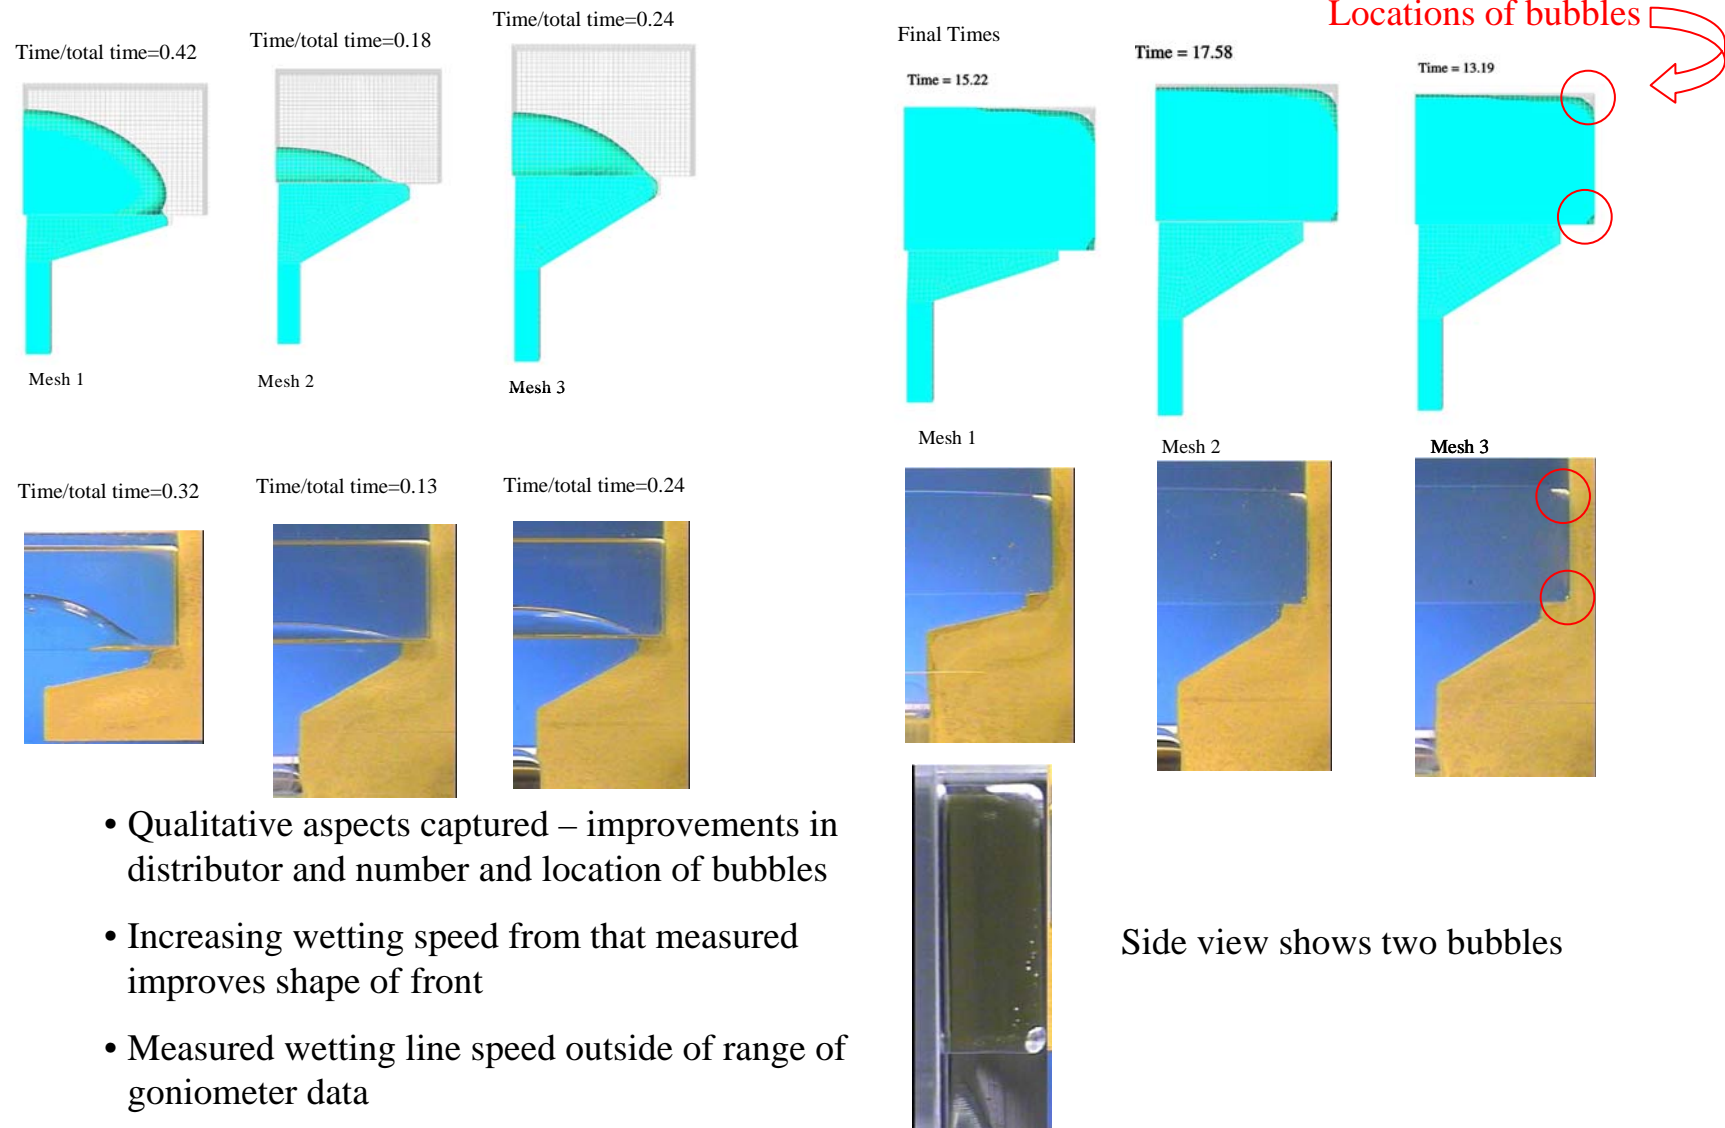 Time/total time=0.42
Time/total time=0.18
Time/total time=0.24
Mesh 1
Mesh 2
Mesh 3
Time/total time=0.32
Time/total time=0.13
Time/total time=0.24
• Qualitative aspects captured – improvements in
distributor and number and location of bubbles
• Increasing wetting speed from that measured
improves shape of front
• Measured wetting line speed outside of range of
goniometer data
Locations of bubbles
Final Times
Time = 15.22
Time = 17.58
Time = 13.19
Mesh 1
Mesh 2
Mesh 3
Side view shows two bubbles